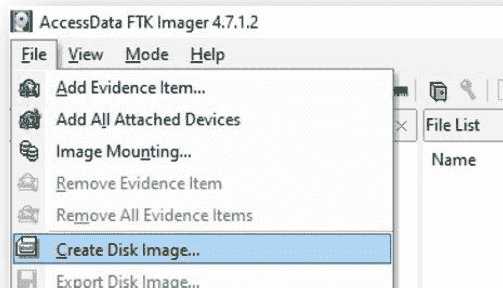 AccessData FTK Imager 4.7.1.2
File View Mode Help
Add Evidence Item...
Add All Attached Devices
Image Mounting...
Remove Evidence Item
Remove All Evidence Items
Create Disk Image...
Export Disk Image...
File List
Name